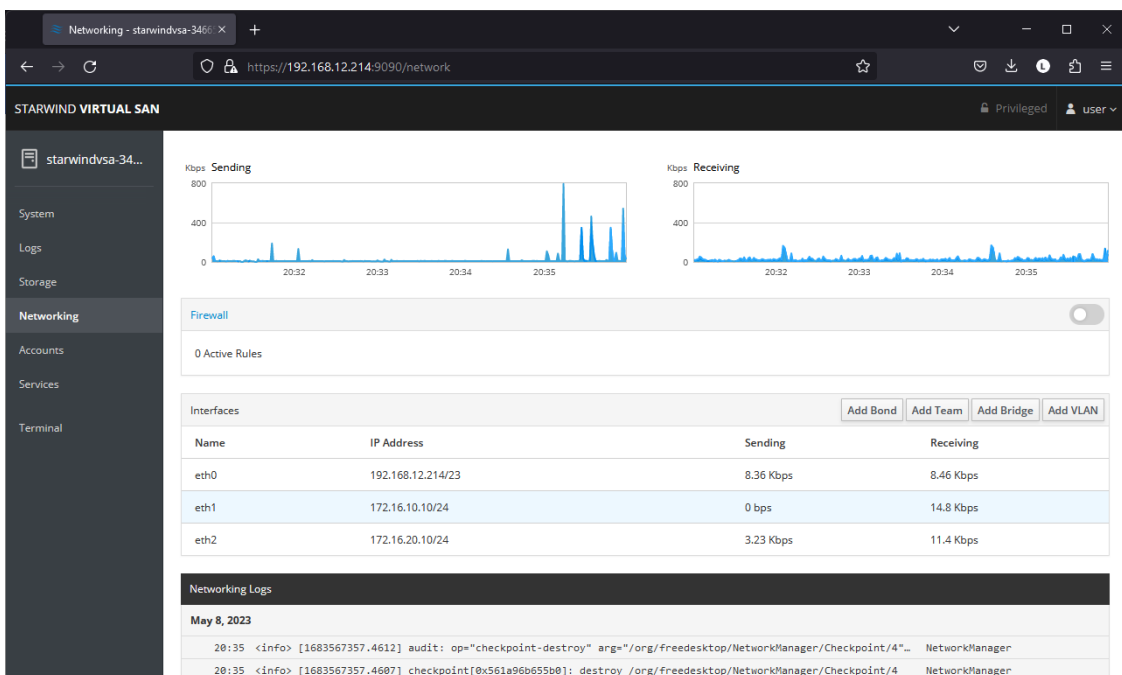 Networking - starwindvsa-3466
https://192.168.12.214:9090/network
L
STARWIND VIRTUAL SAN
Privileged
user
starwindvsa-34...
System
Logs
Storage
Networking
Accounts
Services
Terminal
Kbps Sending
800
400
0
20:32 20:33 20:34 20:35
Kbps Receiving
800
400
0
20:32 20:33 20:34 20:35
Firewall
0 Active Rules
Interfaces Add Bond Add Team Add Bridge Add VLAN
Name IP Address Sending Receiving
eth0 192.168.12.214/23 8.36 Kbps 8.46 Kbps
eth1 172.16.10.10/24 0 bps 14.8 Kbps
eth2 172.16.20.10/24 3.23 Kbps 11.4 Kbps
Networking Logs
May 8, 2023
20:35 <info> [1683567357.4612] audit: op="checkpoint-destroy" arg="/org/freedesktop/NetworkManager/Checkpoint/4"… NetworkManager
20:35 <info> [1683567357.4607] checkpoint[0x561a96b655b0]: destroy /org/freedesktop/NetworkManager/Checkpoint/4 NetworkManager